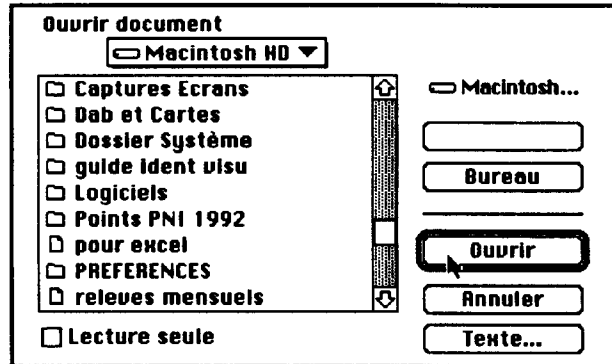 Ouvrir document
Macintosh HD
Captures Ecrans
Dab et Cartes
Dossier Système
guide ident visu
Logiciels
Points PNI 1992
pour excel
PREFERENCES
releves mensuels
Lecture seule
Macintosh...
Bureau
Ouvrir
Annuler
Texte...